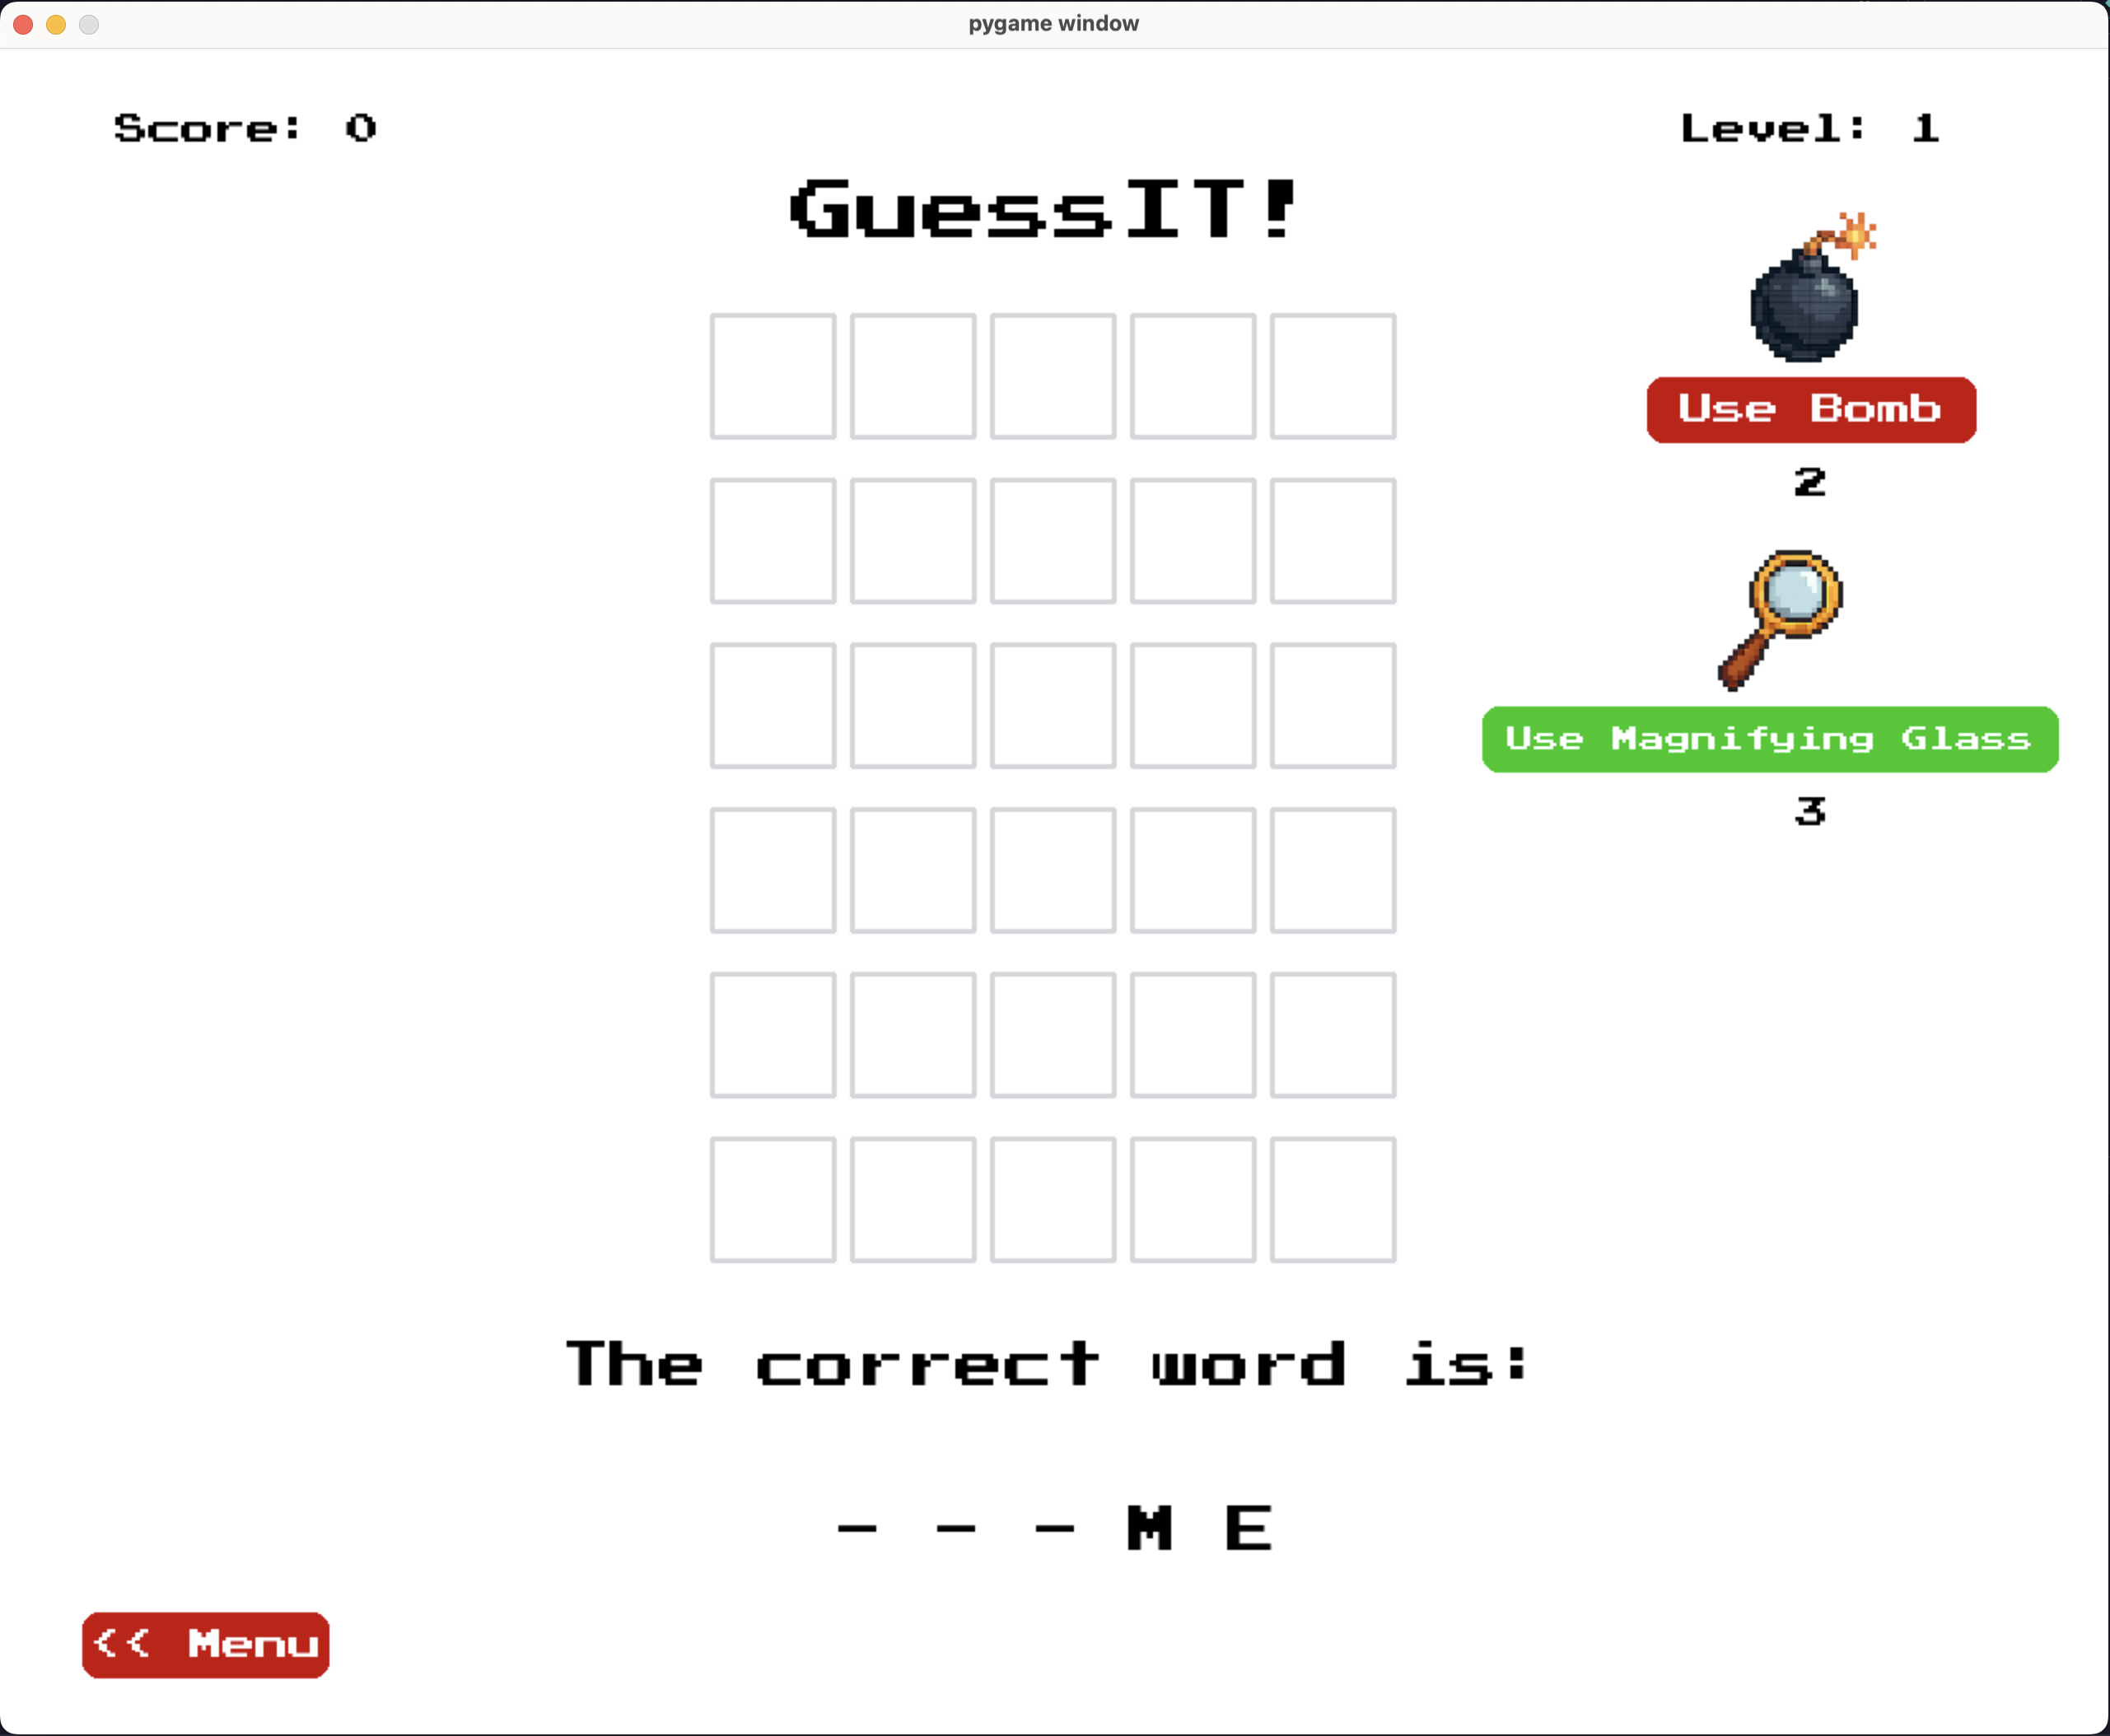 pygame window
Score: 0
Level: 1
GuessIT!
Use Bomb
2
Use Magnifying Glass
3
The correct word is:
_ _ _ M E
<< Menu